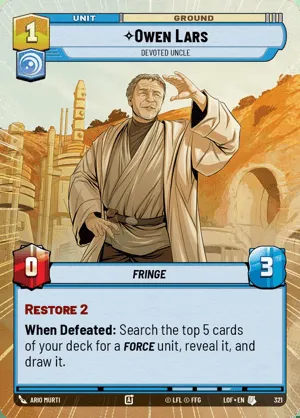 UNIT
GROUND
1
✧OWEN LARS
DEVOTED UNCLE
0
FRINGE
3
RESTORE 2
When Defeated: Search the top 5 cards
of your deck for a FORCE unit, reveal it, and
draw it.
ARIO MURTI
© LFL © FFG
LOF • EN
321